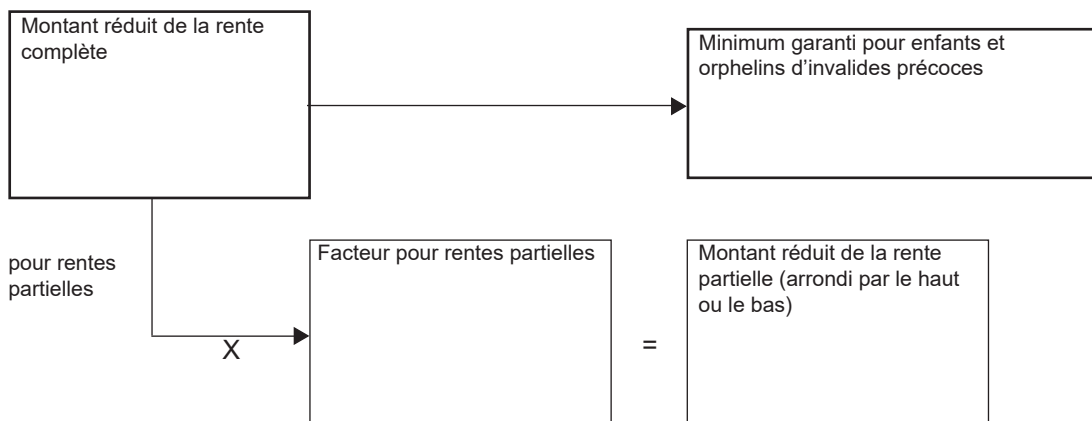 Montant réduit de la rente
complète
Minimum garanti pour enfants et
orphelins d’invalides précoces
pour rentes
partielles
X
Facteur pour rentes partielles
=
Montant réduit de la rente
partielle (arrondi par le haut
ou le bas)